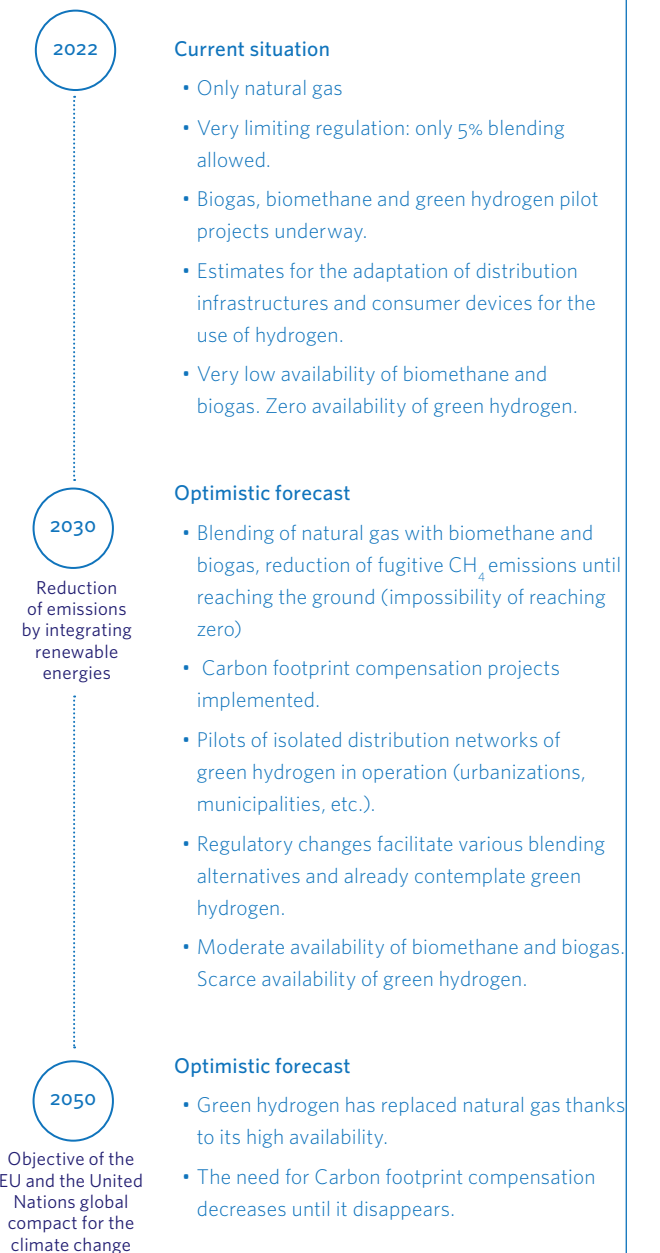 2022
Current situation
• Only natural gas
• Very limiting regulation: only 5% blending
allowed.
• Biogas, biomethane and green hydrogen pilot
projects underway.
• Estimates for the adaptation of distribution
infrastructures and consumer devices for the
use of hydrogen.
• Very low availability of biomethane and
biogas. Zero availability of green hydrogen.
2030
Reduction
of emissions
by integrating
renewable
energies
Optimistic forecast
• Blending of natural gas with biomethane and
biogas, reduction of fugitive CH₄ emissions until
reaching the ground (impossibility of reaching
zero)
• Carbon footprint compensation projects
implemented.
• Pilots of isolated distribution networks of
green hydrogen in operation (urbanizations,
municipalities, etc.).
• Regulatory changes facilitate various blending
alternatives and already contemplate green
hydrogen.
• Moderate availability of biomethane and biogas.
Scarce availability of green hydrogen.
2050
Objective of the
EU and the United
Nations global
compact for the
climate change
Optimistic forecast
• Green hydrogen has replaced natural gas thanks
to its high availability.
• The need for Carbon footprint compensation
decreases until it disappears.